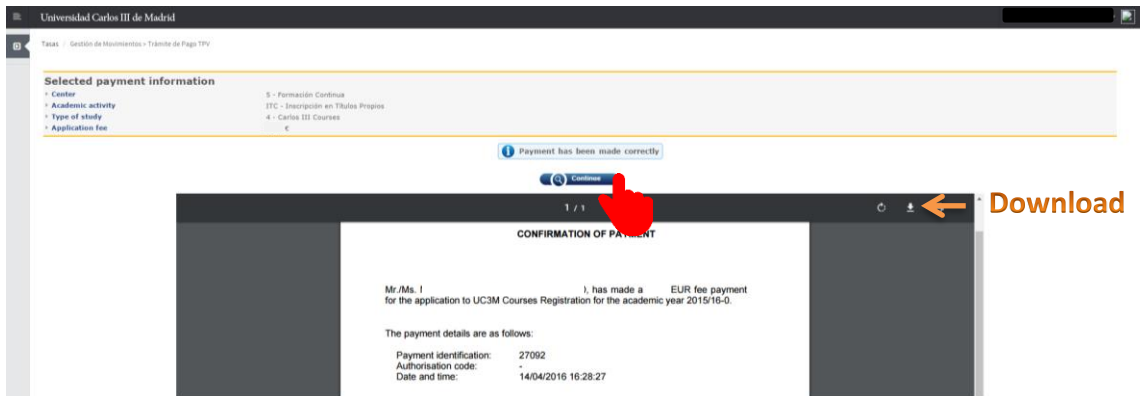 Universidad Carlos III de Madrid
Tasas / Gestión de Movimientos > Trámite de Pago TPV
Selected payment information
Center 5 - Formación Continua
Academic activity ITC - Inscripción en Títulos Propios
Type of study 4 - Carlos III Courses
Application fee €
Payment has been made correctly
Continue
1 / 1
Download
CONFIRMATION OF PAYMENT
Mr./Ms. ), has made a EUR fee payment
for the application to UC3M Courses Registration for the academic year 2015/16-0.
The payment details are as follows:
Payment identification: 27092
Authorisation code: -
Date and time: 14/04/2016 16:28:27